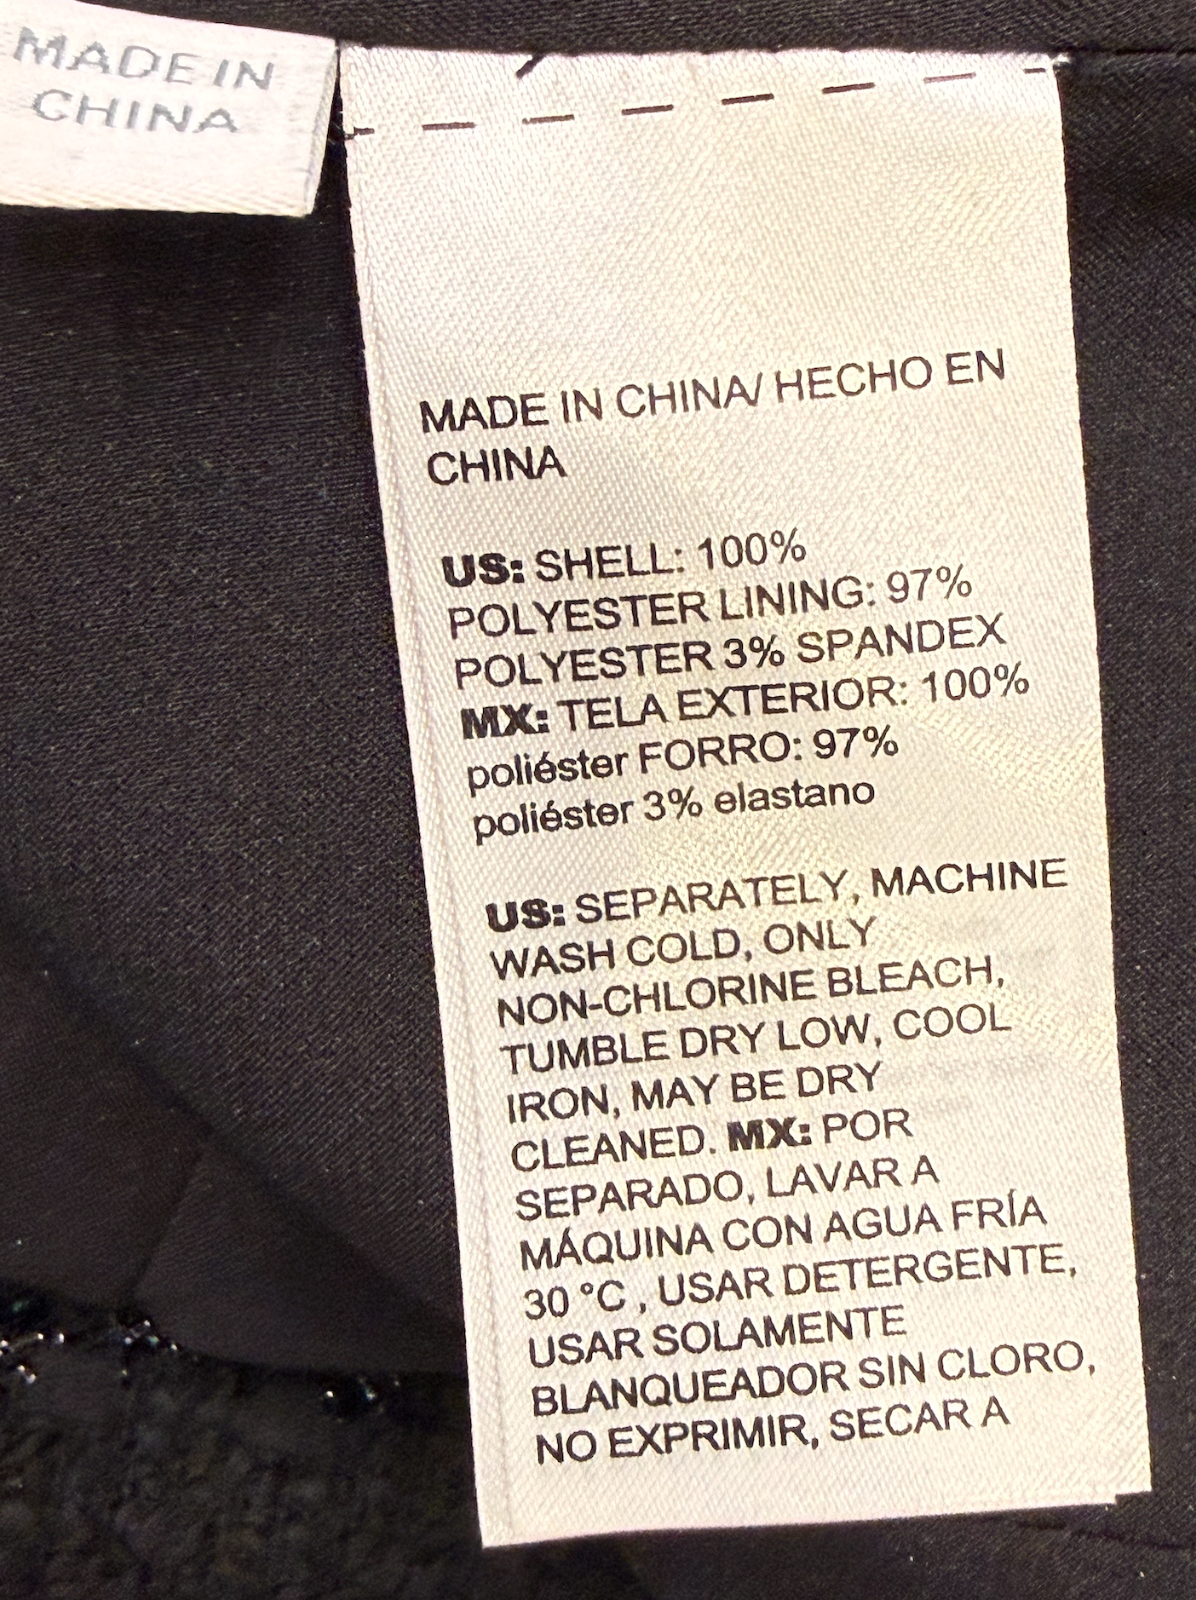 MADE IN
CHINA
MADE IN CHINA/ HECHO EN
CHINA
US: SHELL: 100%
POLYESTER LINING: 97%
POLYESTER 3% SPANDEX
MX: TELA EXTERIOR: 100%
poliéster FORRO: 97%
poliéster 3% elastano
US: SEPARATELY, MACHINE
WASH COLD, ONLY
NON-CHLORINE BLEACH,
TUMBLE DRY LOW, COOL
IRON, MAY BE DRY
CLEANED. MX: POR
SEPARADO, LAVAR A
MÁQUINA CON AGUA FRÍA
30 °C , USAR DETERGENTE,
USAR SOLAMENTE
BLANQUEADOR SIN CLORO,
NO EXPRIMIR, SECAR A